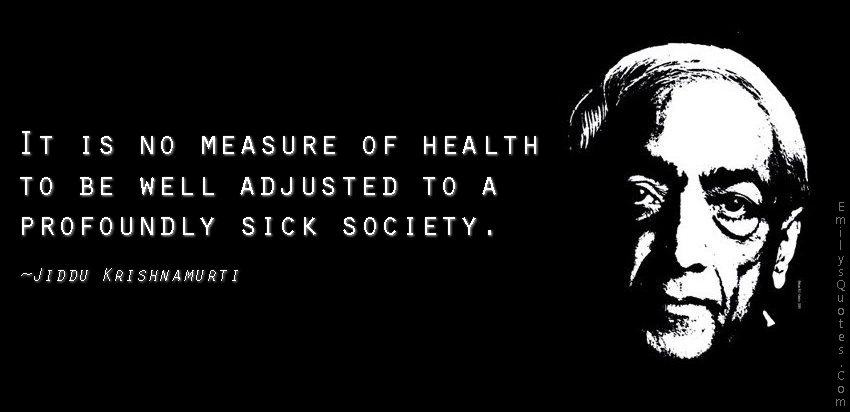 It is no measure of health
to be well adjusted to a
profoundly sick society.
~Jiddu Krishnamurti
EmilysQuotes.Com